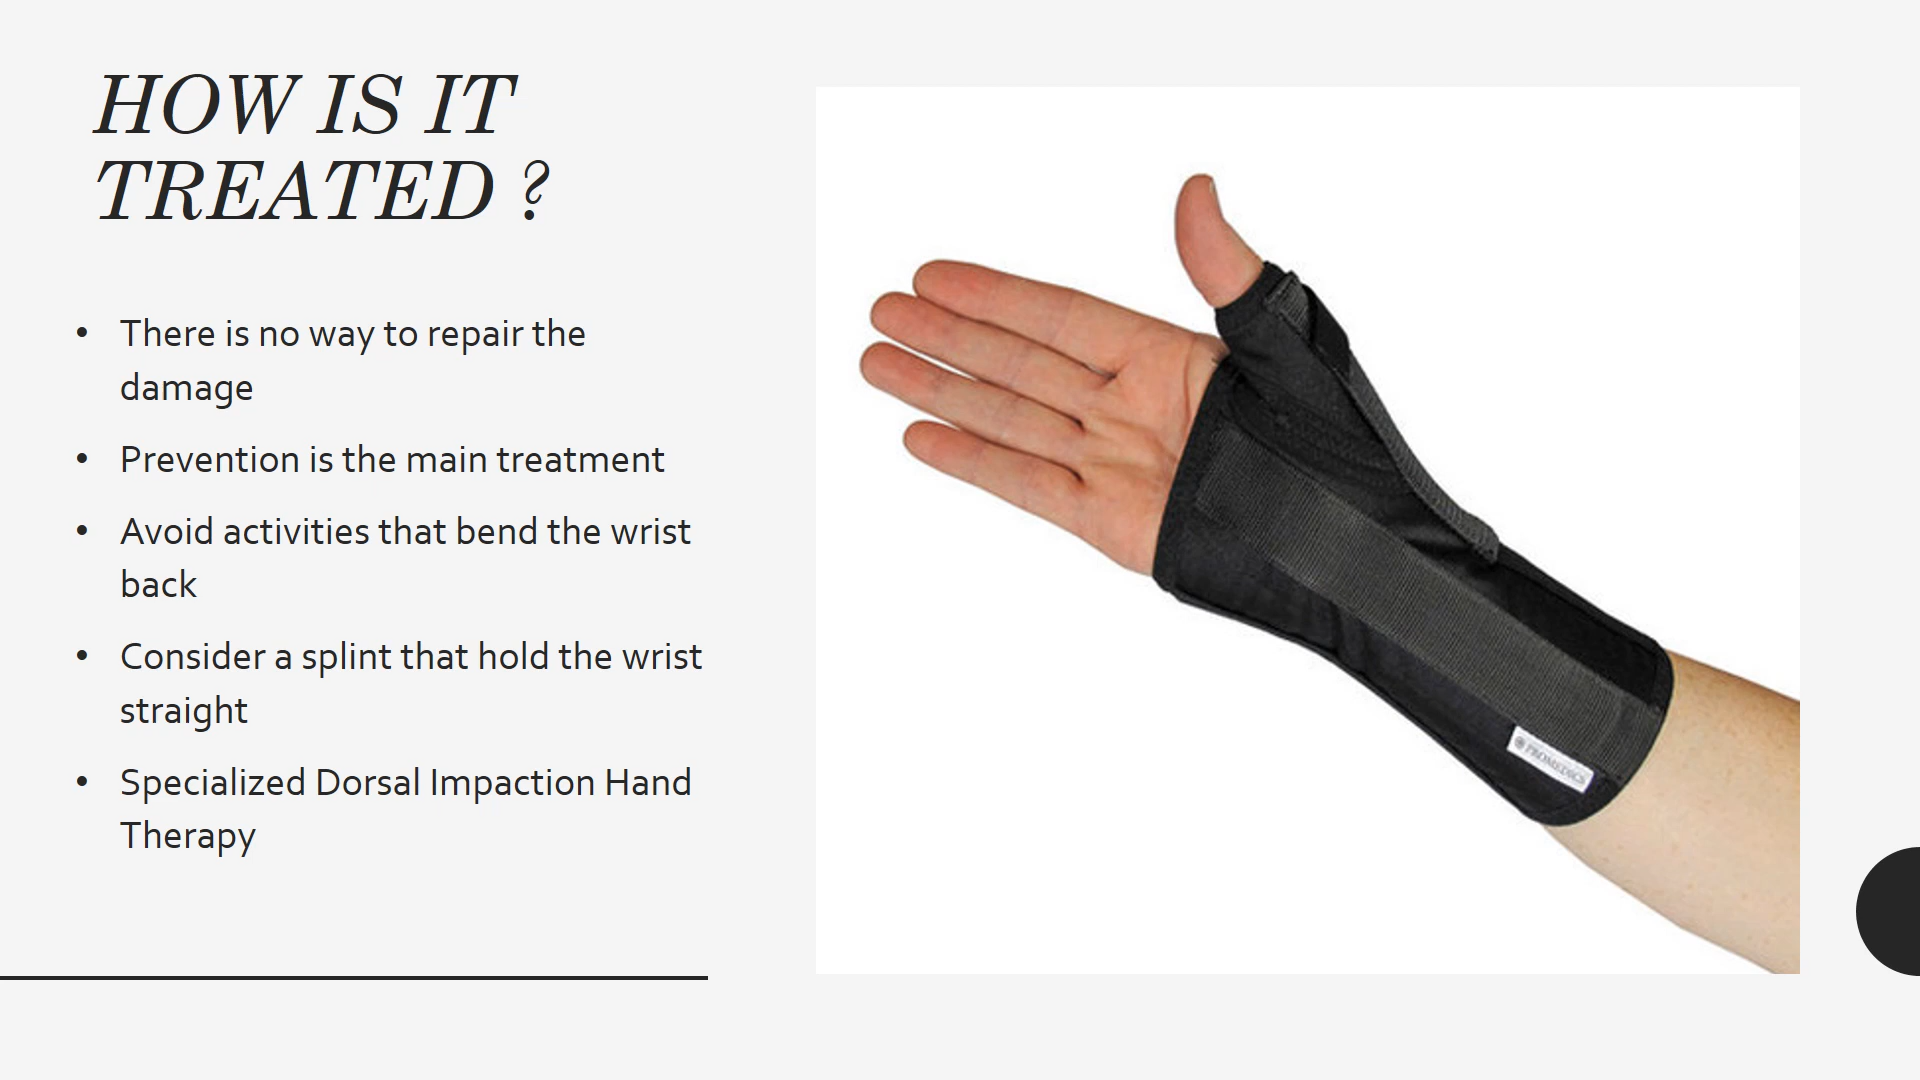 HOW IS IT
TREATED ?
• There is no way to repair the
damage
• Prevention is the main treatment
• Avoid activities that bend the wrist
back
• Consider a splint that hold the wrist
straight
• Specialized Dorsal Impaction Hand
Therapy
PROMEDICS